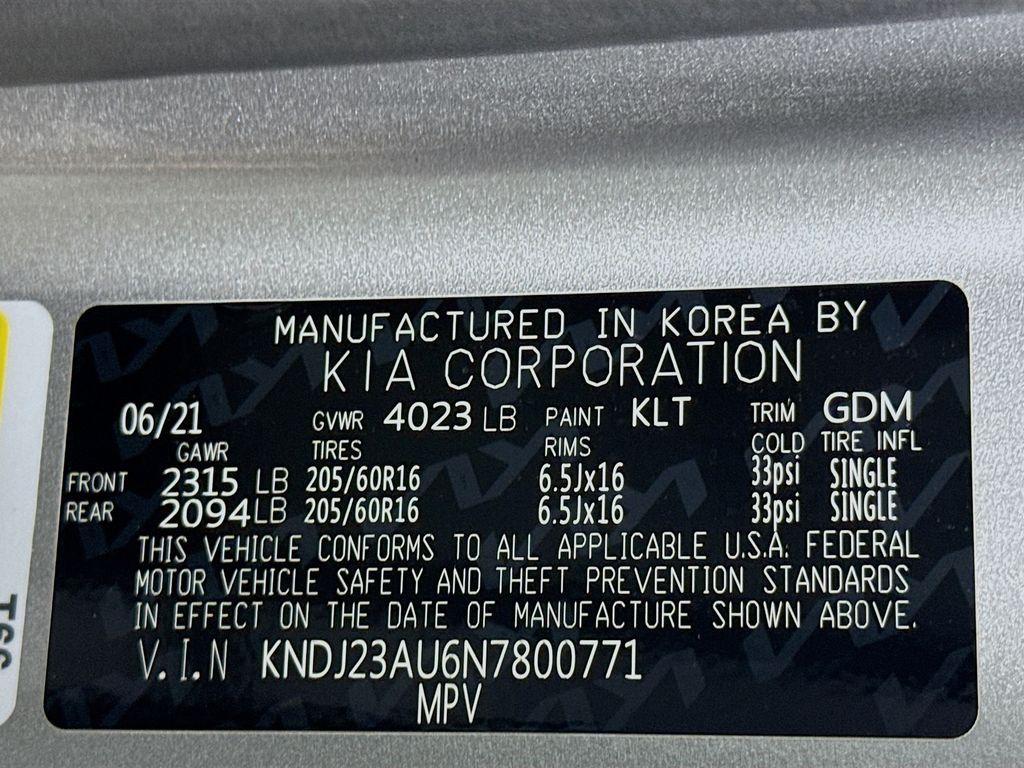 MANUFACTURED IN KOREA BY
KIA CORPORATION
06/21 GVWR 4023 LB PAINT KLT TRIM GDM
GAWR TIRES RIMS COLD TIRE INFL
FRONT 2315 LB 205/60R16 6.5Jx16 33psi SINGLE
REAR 2094 LB 205/60R16 6.5Jx16 33psi SINGLE
THIS VEHICLE CONFORMS TO ALL APPLICABLE U.S.A. FEDERAL
MOTOR VEHICLE SAFETY AND THEFT PREVENTION STANDARDS
IN EFFECT ON THE DATE OF MANUFACTURE SHOWN ABOVE.
V.I.N KNDJ23AU6N7800771
MPV